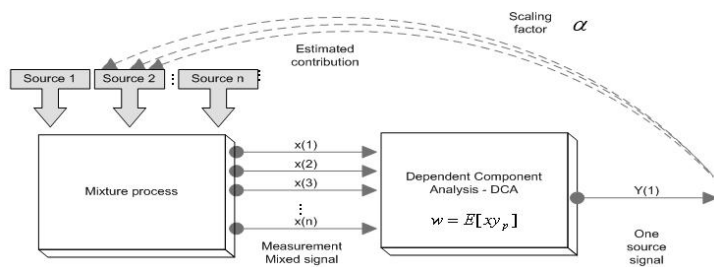 Scaling
factor α
Estimated
contribution
Source 1
Source 2
⋮
Source n
⋮
Mixture process
x(1)
x(2)
x(3)
⋮
x(n)
Measurement
Mixed signal
Dependent Component
Analysis - DCA
w = E[xy_p]
Y(1)
One
source
signal